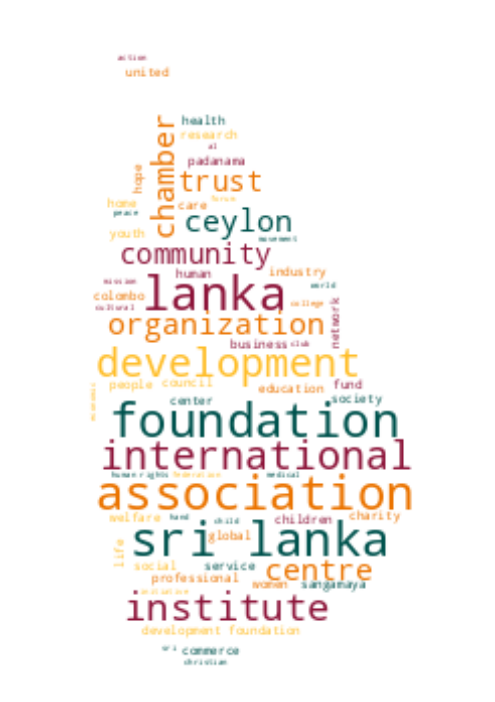 action
united
health
research
al
chamber
padanama
hope
trust
home
care
forum
peace
ceylon
youth
movement
community
human
industry
mission
world
lanka
colombo
college
cultural
network
organization
business club
development
people council
education fund
economic
center
society
foundation
international
human rights federation
medical
association
welfare hand child children charity
sri lanka
global
life
social service centre
professional
women sangamaya
initiative
institute
development foundation
sri commerce
christian